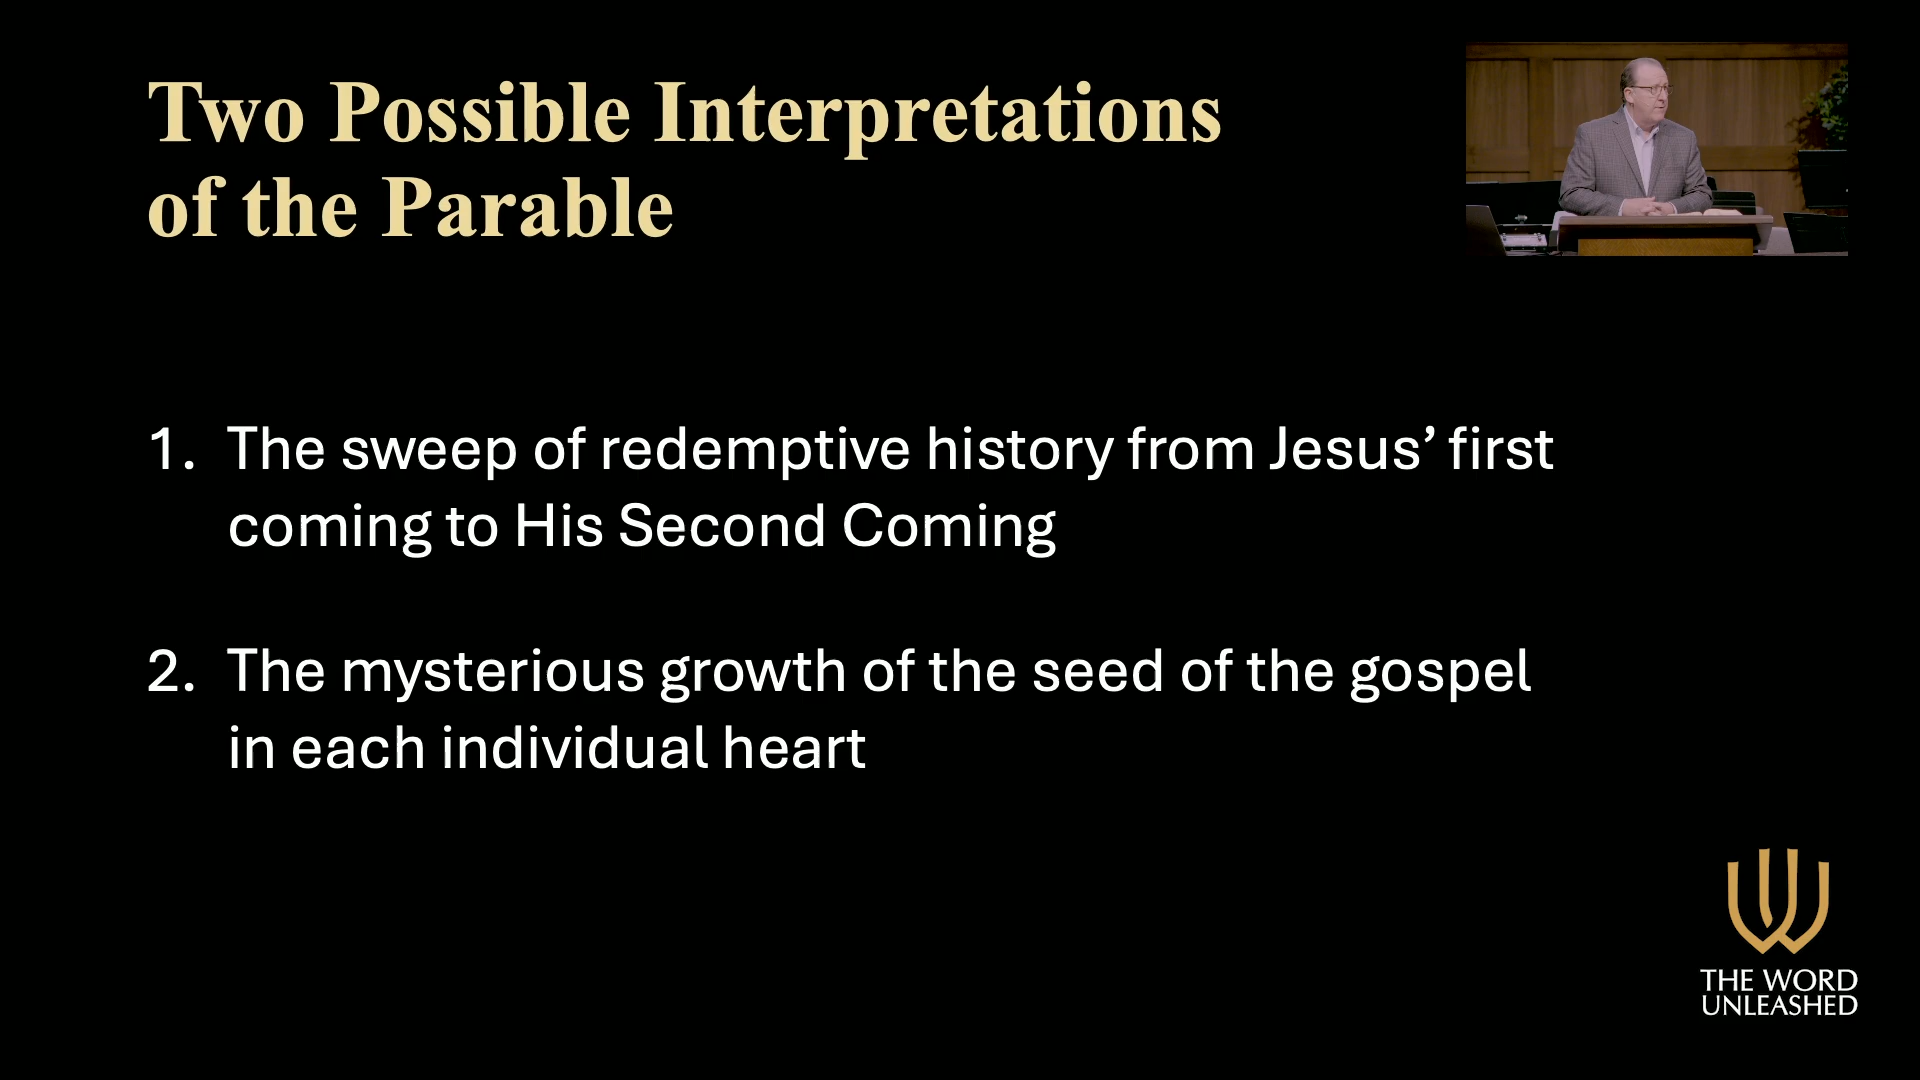 Two Possible Interpretations
of the Parable
1. The sweep of redemptive history from Jesus’ first
coming to His Second Coming
2. The mysterious growth of the seed of the gospel
in each individual heart
THE WORD
UNLEASHED